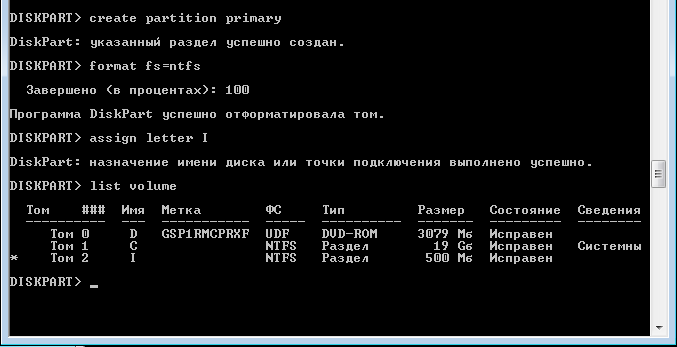 DISKPART> create partition primary
DiskPart: указанный раздел успешно создан.
DISKPART> format fs=ntfs
Завершено (в процентах): 100
Программа DiskPart успешно отформатировала том.
DISKPART> assign letter I
DiskPart: назначение имени диска или точки подключения выполнено успешно.
DISKPART> list volume
Том ### Имя Метка ФС Тип Размер Состояние Сведения
---------- --- ----------- ----- ---------- ------- --------- --------
Том 0 D GSP1RMCPRXF UDF DVD-ROM 3079 Mб Исправен
Том 1 C NTFS Раздел 19 Gб Исправен Системны
* Том 2 I NTFS Раздел 500 Mб Исправен
DISKPART> _